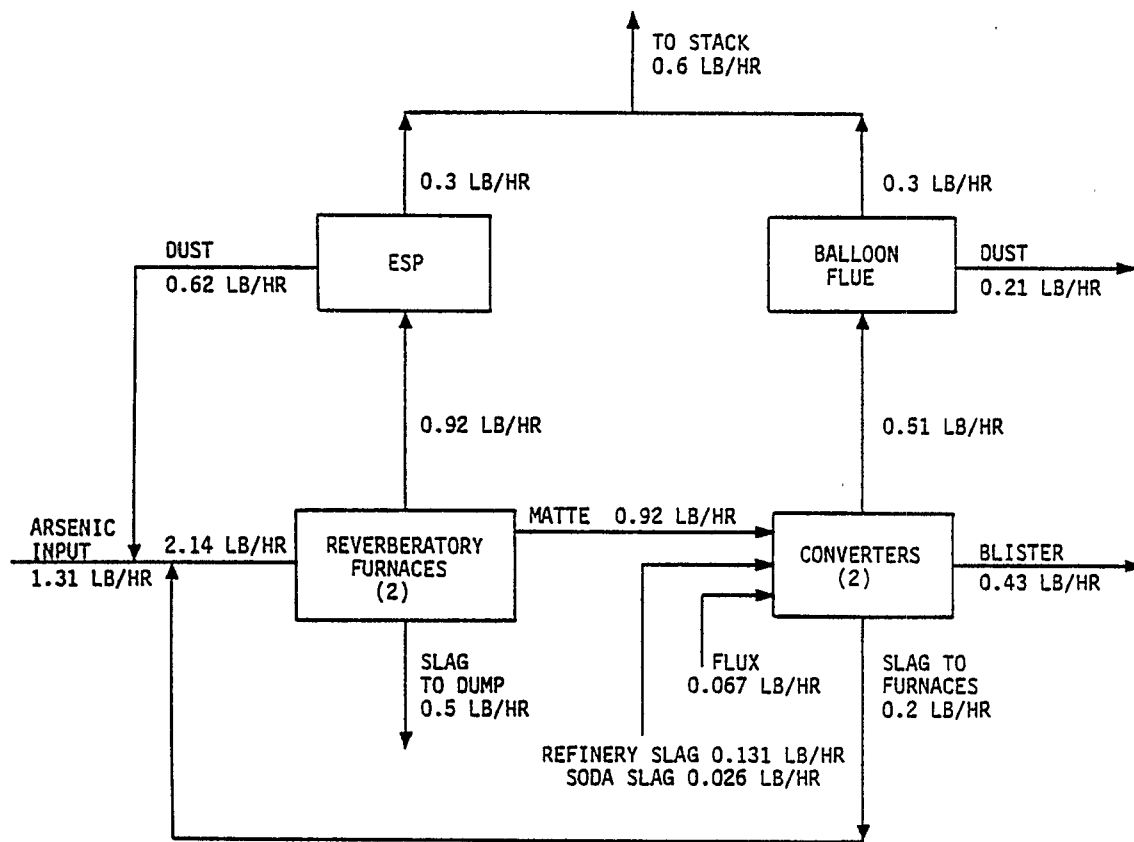 TO STACK
0.6 LB/HR
0.3 LB/HR
0.3 LB/HR
DUST
0.62 LB/HR
ESP
BALLOON
FLUE
DUST
0.21 LB/HR
0.92 LB/HR
0.51 LB/HR
ARSENIC
INPUT
1.31 LB/HR
2.14 LB/HR
REVERBERATORY
FURNACES
(2)
MATTE 0.92 LB/HR
CONVERTERS
(2)
BLISTER
0.43 LB/HR
SLAG
TO DUMP
0.5 LB/HR
FLUX
0.067 LB/HR
SLAG TO
FURNACES
0.2 LB/HR
REFINERY SLAG 0.131 LB/HR
SODA SLAG 0.026 LB/HR